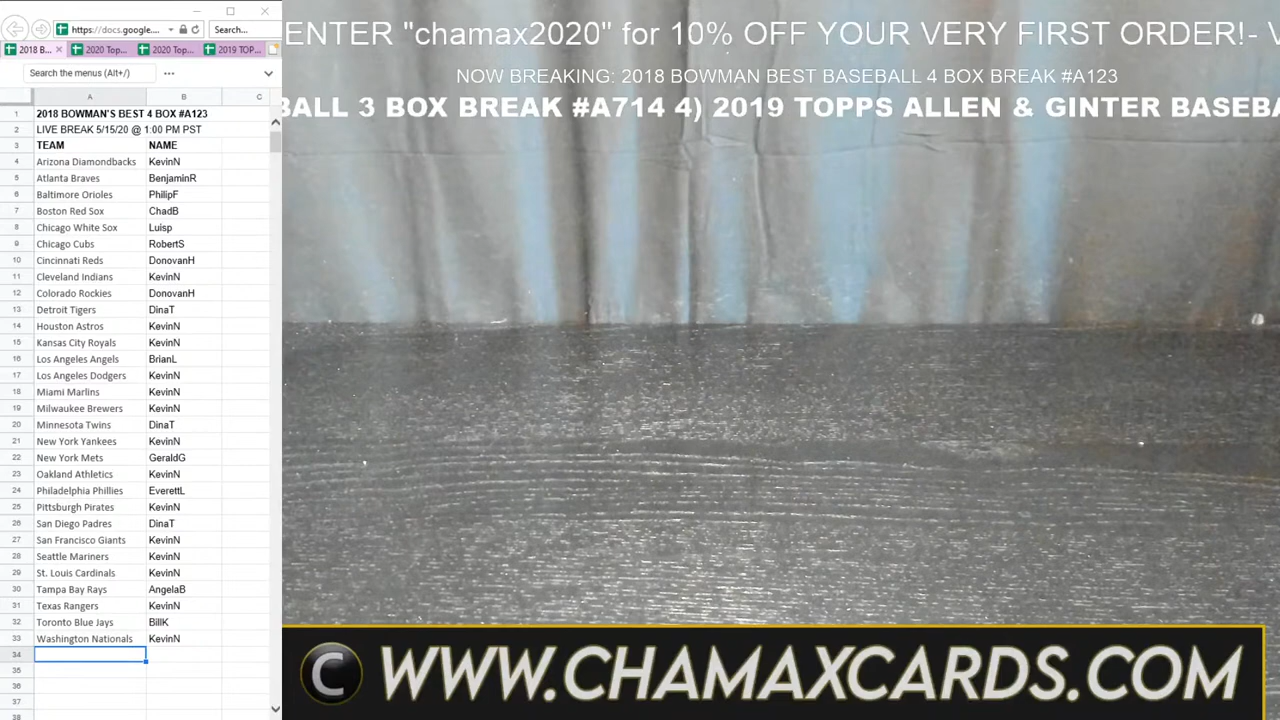 https://docs.google....
Search...
2018 B...
2020 Top...
2020 Top...
2019 TOP...
Search the menus (Alt+/)
A B C
1 2018 BOWMAN'S BEST 4 BOX #A123
2 LIVE BREAK 5/15/20 @ 1:00 PM PST
3 TEAM NAME
4 Arizona Diamondbacks KevinN
5 Atlanta Braves BenjaminR
6 Baltimore Orioles PhilipF
7 Boston Red Sox ChadB
8 Chicago White Sox Luisp
9 Chicago Cubs RobertS
10 Cincinnati Reds DonovanH
11 Cleveland Indians KevinN
12 Colorado Rockies DonovanH
13 Detroit Tigers DinaT
14 Houston Astros KevinN
15 Kansas City Royals KevinN
16 Los Angeles Angels BrianL
17 Los Angeles Dodgers KevinN
18 Miami Marlins KevinN
19 Milwaukee Brewers KevinN
20 Minnesota Twins DinaT
21 New York Yankees KevinN
22 New York Mets GeraldG
23 Oakland Athletics KevinN
24 Philadelphia Phillies EverettL
25 Pittsburgh Pirates KevinN
26 San Diego Padres DinaT
27 San Francisco Giants KevinN
28 Seattle Mariners KevinN
29 St. Louis Cardinals KevinN
30 Tampa Bay Rays AngelaB
31 Texas Rangers KevinN
32 Toronto Blue Jays BillK
33 Washington Nationals KevinN
34
35
36
37
38
ENTER "chamax2020" for 10% OFF YOUR VERY FIRST ORDER!- V
NOW BREAKING: 2018 BOWMAN BEST BASEBALL 4 BOX BREAK #A123
BALL 3 BOX BREAK #A714 4) 2019 TOPPS ALLEN & GINTER BASEBA
C WWW.CHAMAXCARDS.COM